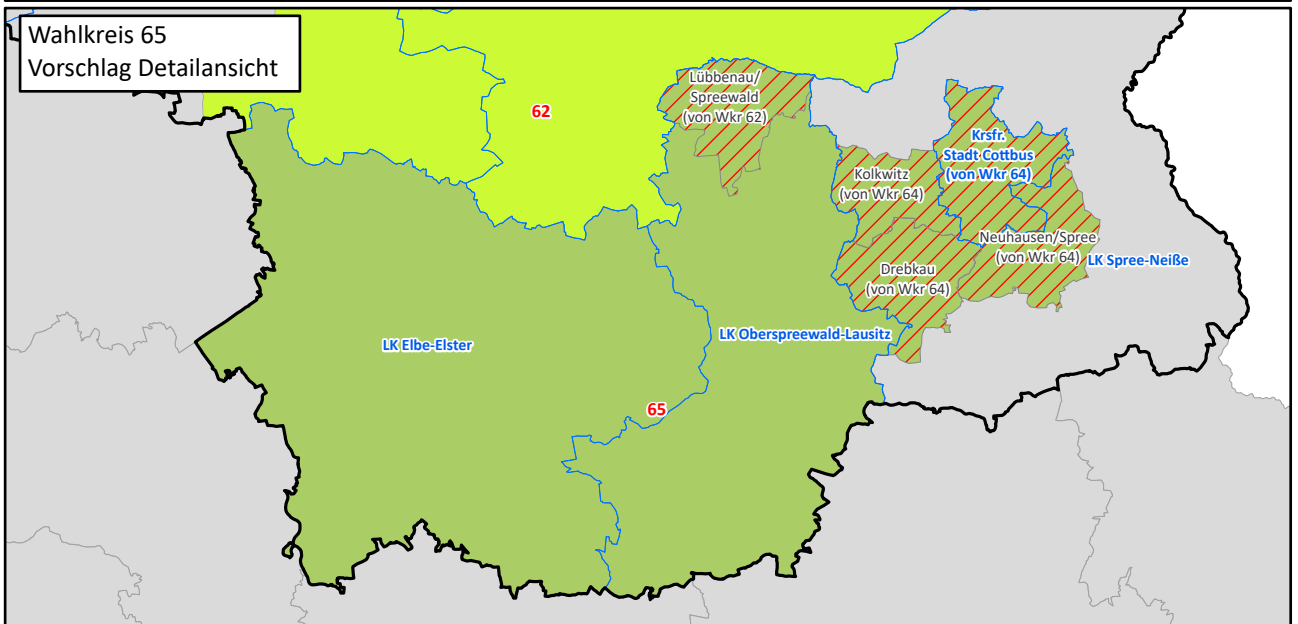 Wahlkreis 65
Vorschlag Detailansicht
62
Lübbenau/
Spreewald
(von Wkr 62)
Krsfr.
Stadt Cottbus
(von Wkr 64)
Kolkwitz
(von Wkr 64)
Neuhausen/Spree
(von Wkr 64)
LK Spree-Neiße
Drebkau
(von Wkr 64)
LK Elbe-Elster
LK Oberspreewald-Lausitz
65